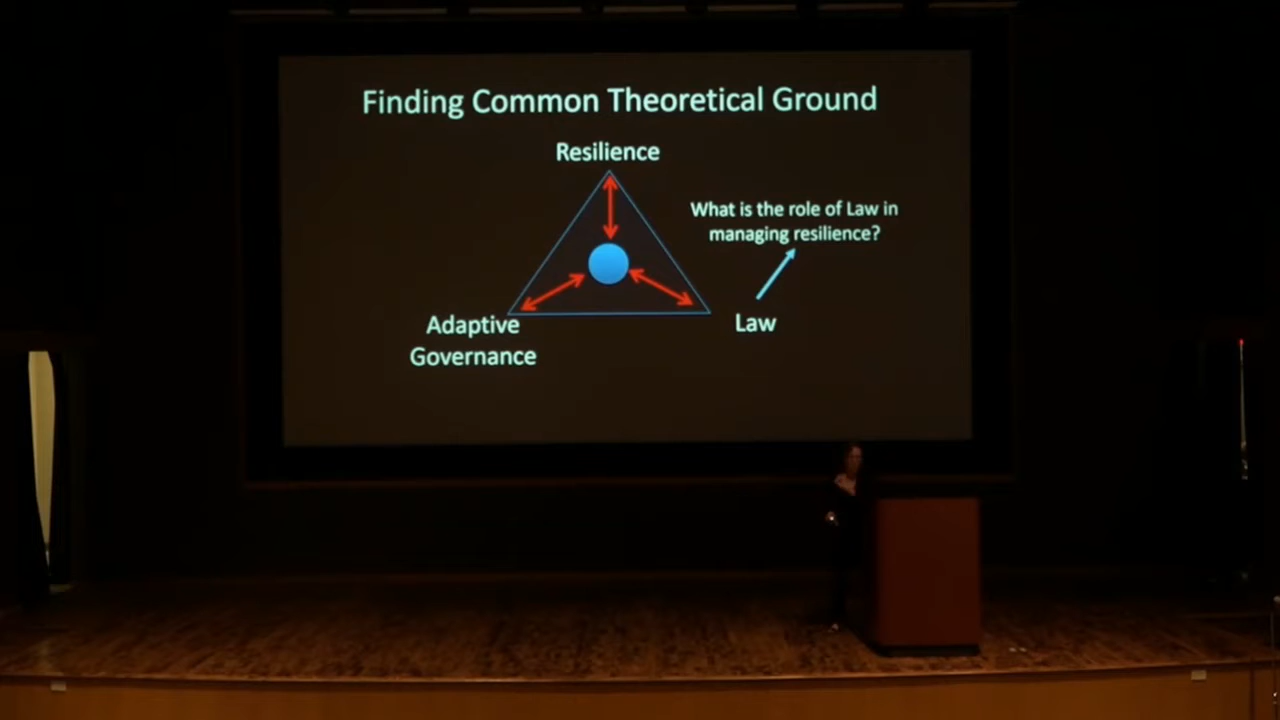 Finding Common Theoretical Ground
Resilience
What is the role of Law in
managing resilience?
Adaptive
Governance
Law